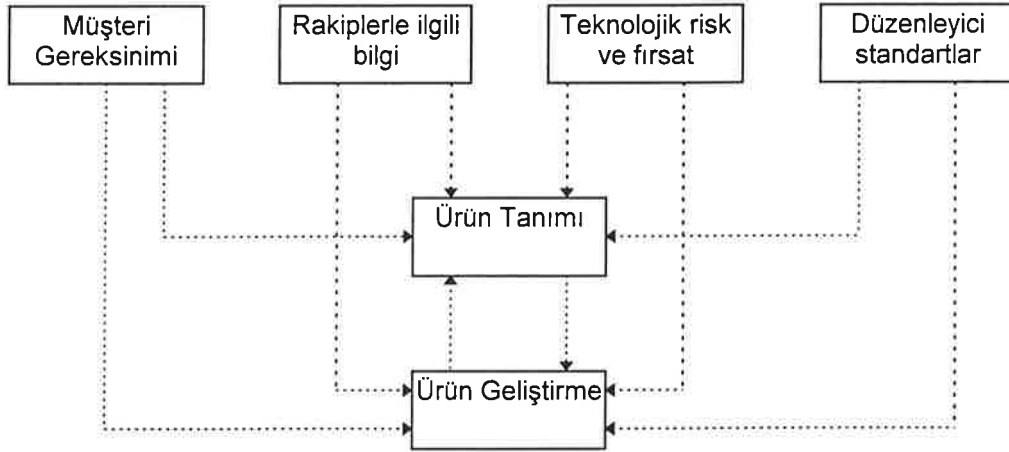 Müşteri
Gereksinimi
Rakiplerle ilgili
bilgi
Teknolojik risk
ve fırsat
Düzenleyici
standartlar
Ürün Tanımı
Ürün Geliştirme